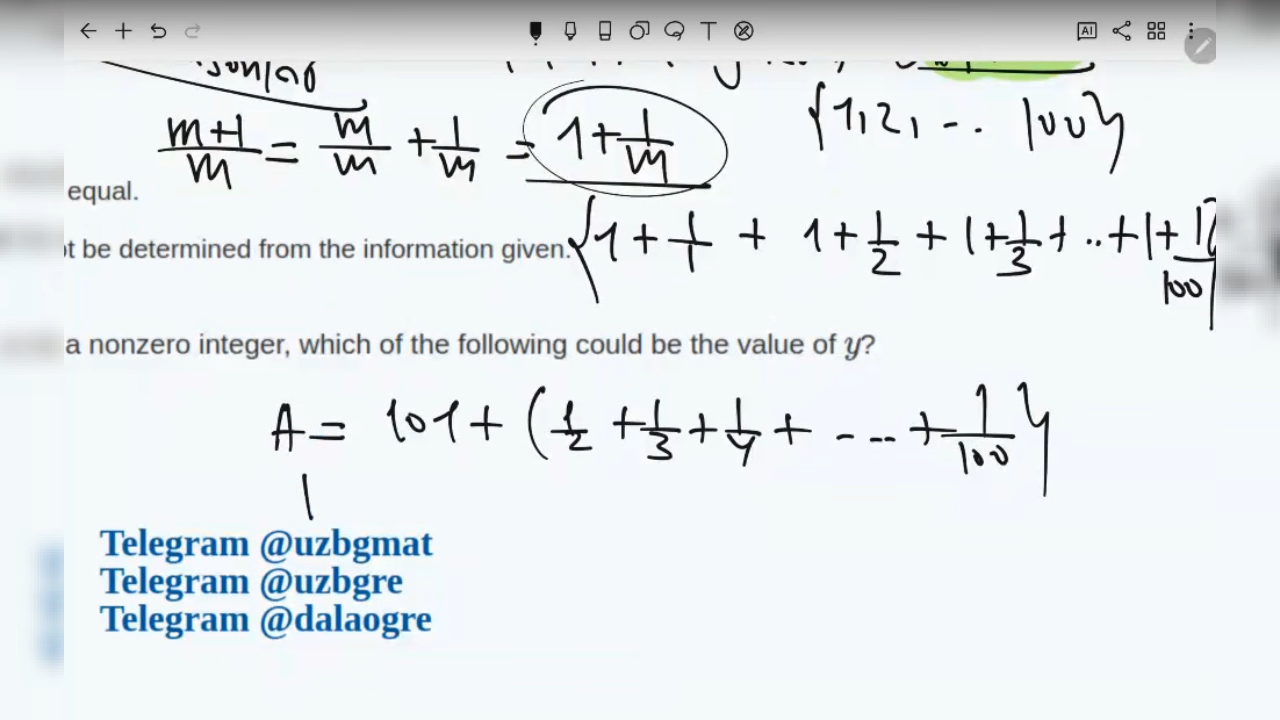 AI
sonlar
m+1/m = m/m + 1/m = 1 + 1/m {1, 2, -.. 100}
equal.
t be determined from the information given.
{1 + 1/1 + 1 + 1/2 + 1 + 1/3 + .. + 1 + 1/100}
a nonzero integer, which of the following could be the value of y?
A = 101 + (1/2 + 1/3 + 1/4 + - -- + 1/100}
Telegram @uzbgmat
Telegram @uzbgre
Telegram @dalaogre